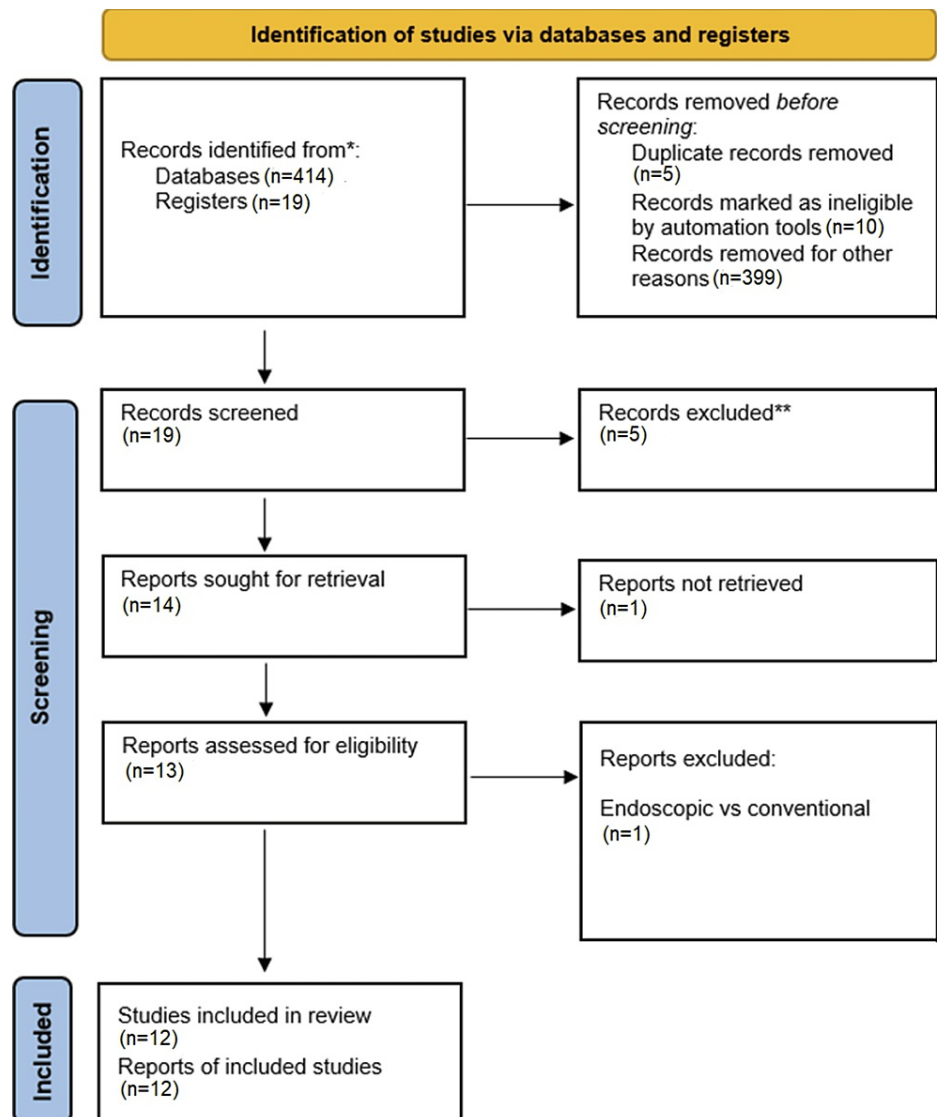 Identification of studies via databases and registers
Identification
Records identified from*:
Databases (n=414)
Registers (n=19)
Records removed before
screening:
Duplicate records removed
(n=5)
Records marked as ineligible
by automation tools (n=10)
Records removed for other
reasons (n=399)
Screening
Records screened
(n=19)
Records excluded**
(n=5)
Reports sought for retrieval
(n=14)
Reports not retrieved
(n=1)
Reports assessed for eligibility
(n=13)
Reports excluded:
Endoscopic vs conventional
(n=1)
Included
Studies included in review
(n=12)
Reports of included studies
(n=12)